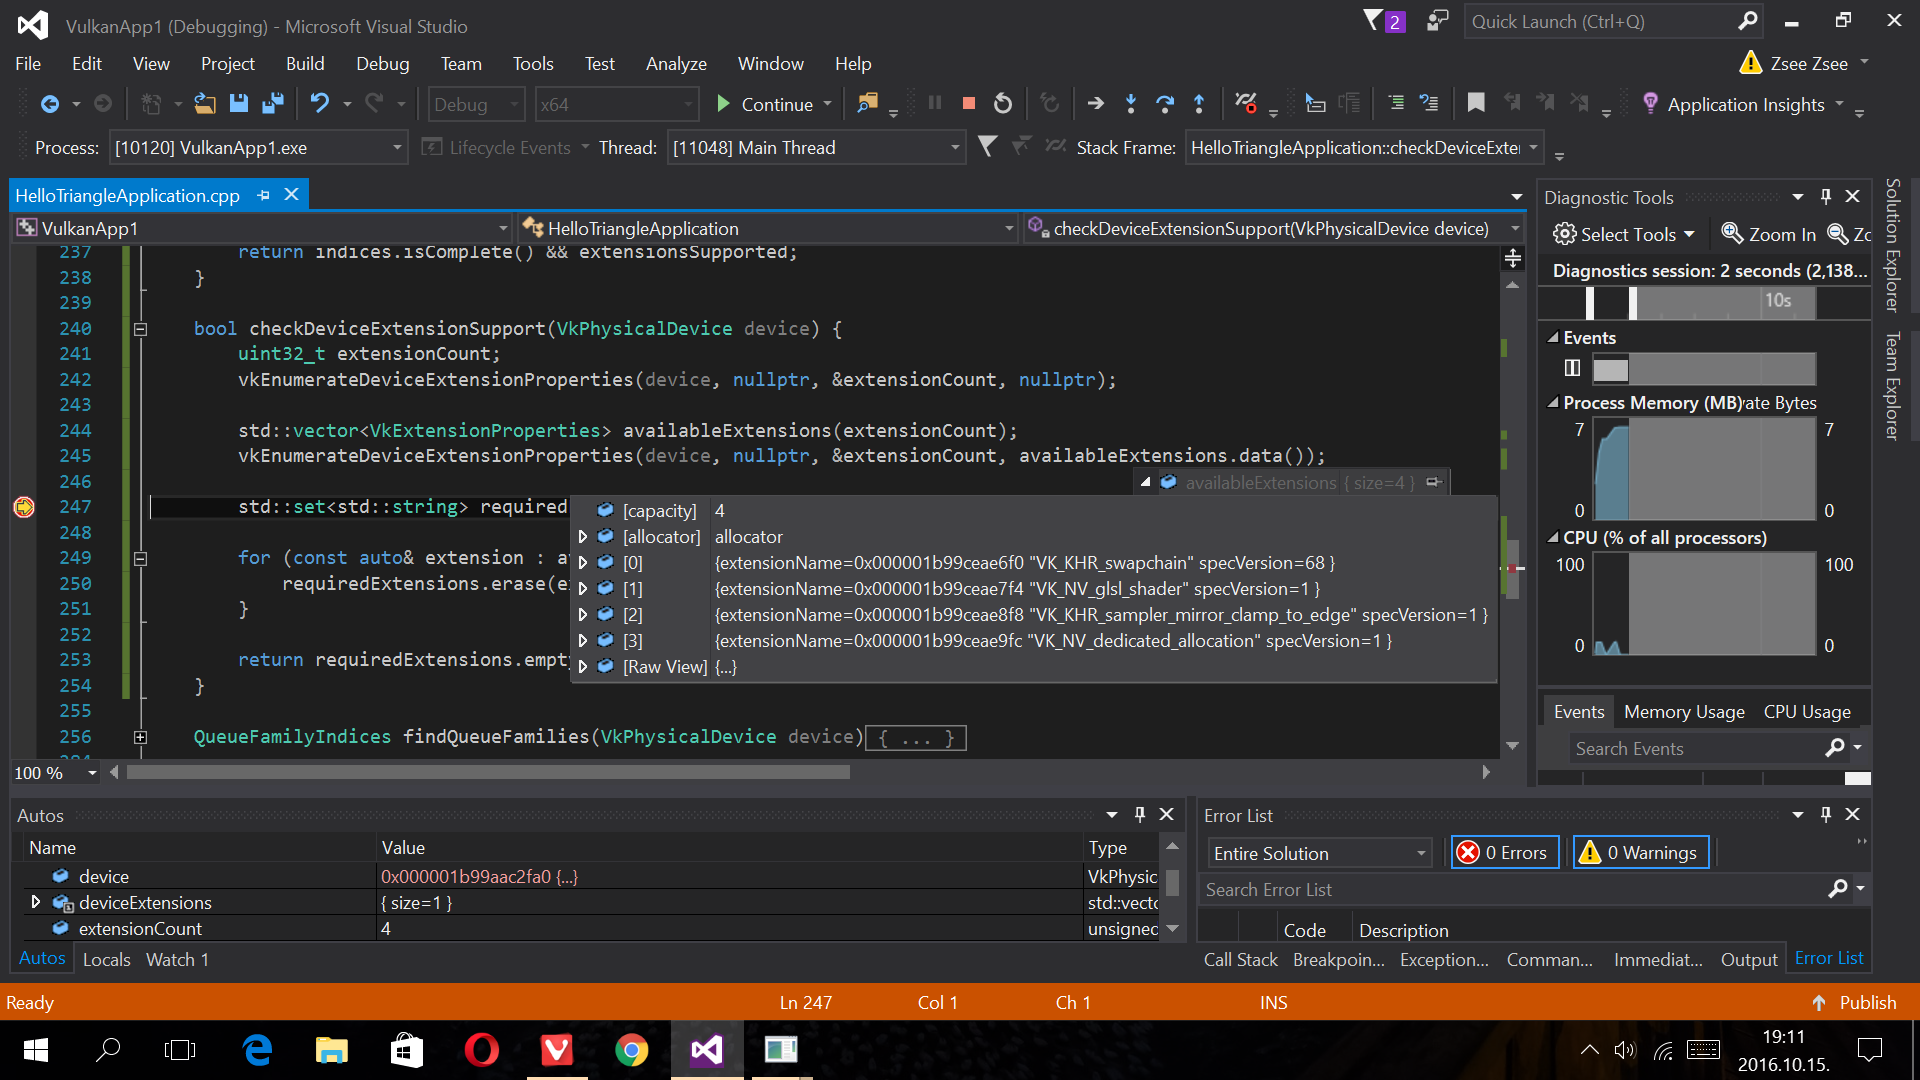 VulkanApp1 (Debugging) - Microsoft Visual Studio
2
Quick Launch (Ctrl+Q)
File Edit View Project Build Debug Team Tools Test Analyze Window Help
Zsee Zsee
Debug x64 Continue Application Insights
Process: [10120] VulkanApp1.exe Lifecycle Events Thread: [11048] Main Thread Stack Frame: HelloTriangleApplication::checkDeviceExter
HelloTriangleApplication.cpp
VulkanApp1 HelloTriangleApplication checkDeviceExtensionSupport(VkPhysicalDevice device)
237 return indices.isComplete() && extensionsSupported;
238 }
239
240 bool checkDeviceExtensionSupport(VkPhysicalDevice device) {
241 uint32_t extensionCount;
242 vkEnumerateDeviceExtensionProperties(device, nullptr, &extensionCount, nullptr);
243
244 std::vector<VkExtensionProperties> availableExtensions(extensionCount);
245 vkEnumerateDeviceExtensionProperties(device, nullptr, &extensionCount, availableExtensions.data());
246
247 std::set<std::string> required
248
249 for (const auto& extension : a
250 requiredExtensions.erase(e
251 }
252
253 return requiredExtensions.empty
254 }
255
256 QueueFamilyIndices findQueueFamilies(VkPhysicalDevice device){ ... }
availableExtensions { size=4 }
[capacity] 4
[allocator] allocator
[0] {extensionName=0x000001b99ceae6f0 "VK_KHR_swapchain" specVersion=68 }
[1] {extensionName=0x000001b99ceae7f4 "VK_NV_glsl_shader" specVersion=1 }
[2] {extensionName=0x000001b99ceae8f8 "VK_KHR_sampler_mirror_clamp_to_edge" specVersion=1 }
[3] {extensionName=0x000001b99ceae9fc "VK_NV_dedicated_allocation" specVersion=1 }
[Raw View] {...}
100 %
Diagnostic Tools
Select Tools Zoom In Zo
Diagnostics session: 2 seconds (2,138...
10s
Events
Process Memory (MB) rate Bytes
7 7
0 0
CPU (% of all processors)
100 100
0 0
Events Memory Usage CPU Usage
Search Events
Solution Explorer
Team Explorer
Autos
Name Value Type
device 0x000001b99aac2fa0 {...} VkPhysic
deviceExtensions { size=1 } std::vecto
extensionCount 4 unsigned
Autos Locals Watch 1
Error List
Entire Solution 0 Errors 0 Warnings
Search Error List
Code Description
Call Stack Breakpoin... Exception... Comman... Immediat... Output Error List
Ready Ln 247 Col 1 Ch 1 INS Publish
19:11
2016.10.15.